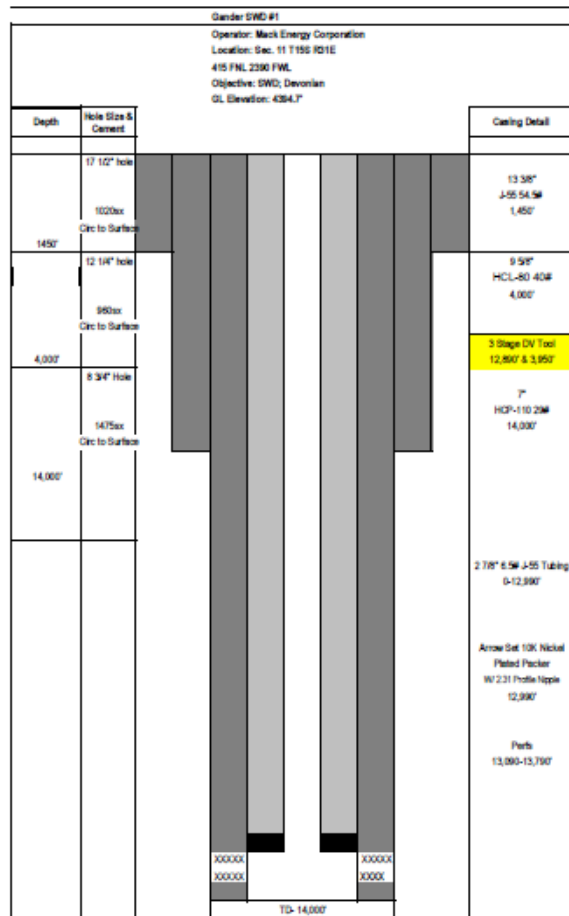 Gander SWD #1
Operator: Mack Energy Corporation
Location: Sec. 11 T15S R31E
415 FNL 2390 FWL
Objective: SWD; Devonian
GL Elevation: 4394.7'
Depth
Hole Size &
Cement
Casing Detail
17 1/2" hole
1020sx
Circ to Surface
1450'
13 3/8"
J-55 54.5#
1,450'
12 1/4" hole
960sx
Circ to Surface
4,000'
9 5/8"
HCL-80 40#
4,000'
3 Stage DV Tool
12,890' & 3,950'
8 3/4" Hole
1475sx
Circ to Surface
14,000'
7"
HCP-110 29#
14,000'
2 7/8" 6.5# J-55 Tubing
0-12,990'
Arrow Set 10K Nickel
Plated Packer
W/ 2.31 Profile Nipple
12,990'
Perfs
13,090-13,790'
XXXXX
XXXXX
XXXXX
XXXX
TD- 14,000'